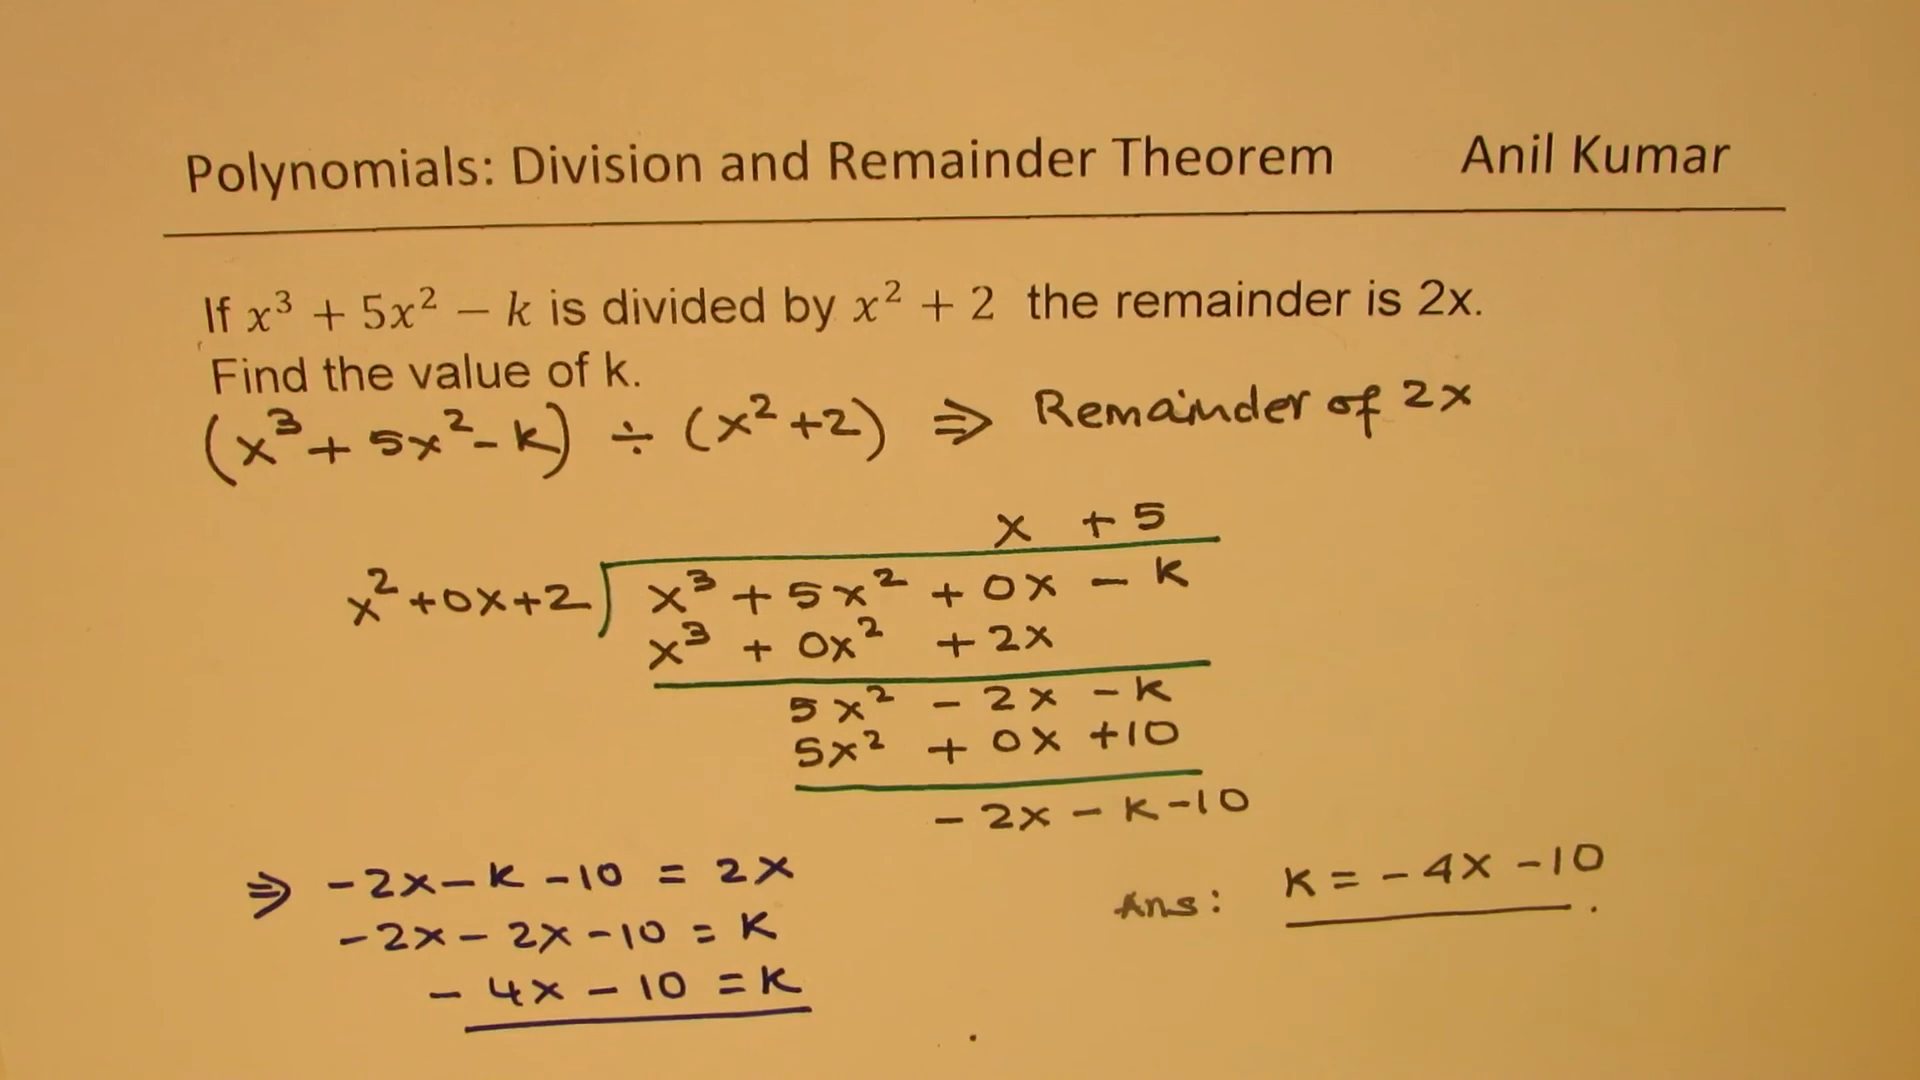 Polynomials: Division and Remainder Theorem Anil Kumar
If x³ + 5x² − k is divided by x² + 2 the remainder is 2x.
Find the value of k.
(x³ + 5x² − k) ÷ (x² + 2) ⇒ Remainder of 2x
x + 5
x² + 0x + 2 ) x³ + 5x² + 0x − k
x³ + 0x² + 2x
5x² − 2x − k
5x² + 0x + 10
− 2x − k − 10
⇒ −2x − k − 10 = 2x
−2x − 2x − 10 = k
− 4x − 10 = k
Ans: k = − 4x − 10.